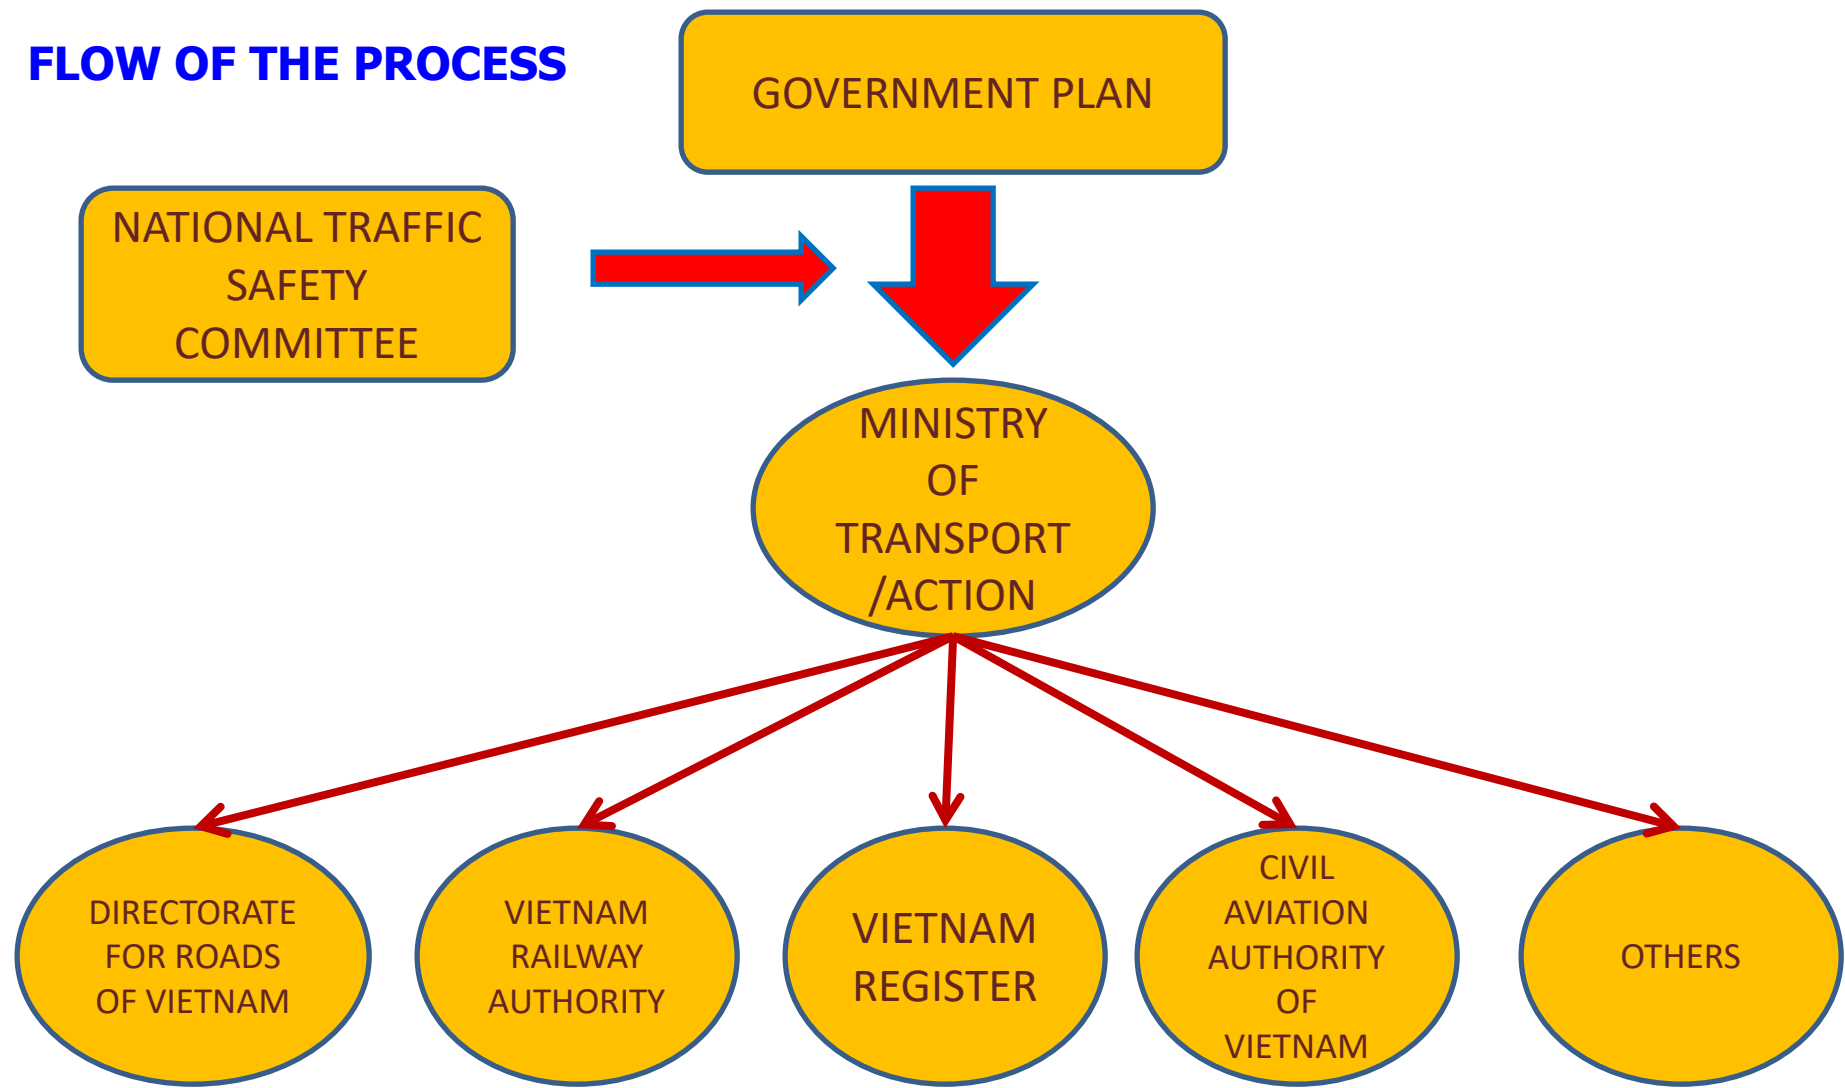 FLOW OF THE PROCESS
GOVERNMENT PLAN
NATIONAL TRAFFIC
SAFETY
COMMITTEE
MINISTRY
OF
TRANSPORT
/ACTION
DIRECTORATE
FOR ROADS
OF VIETNAM
VIETNAM
RAILWAY
AUTHORITY
VIETNAM
REGISTER
CIVIL
AVIATION
AUTHORITY
OF
VIETNAM
OTHERS